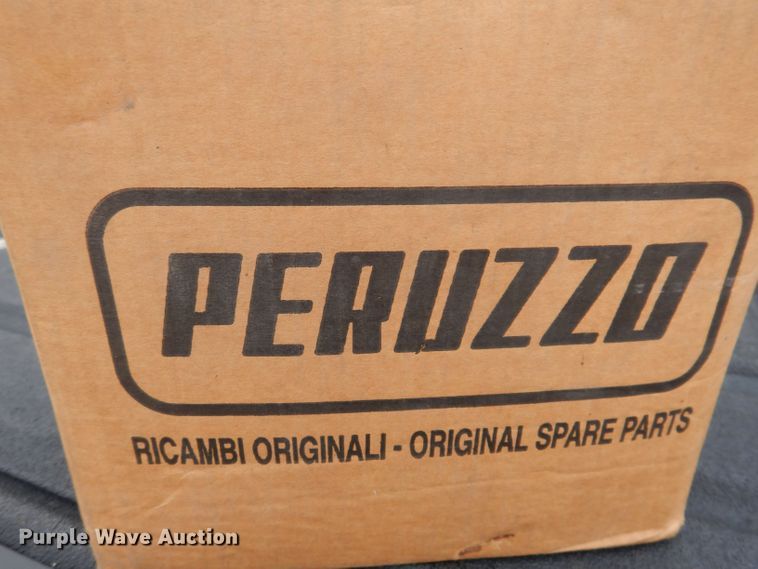 PERUZZO
RICAMBI ORIGINALI - ORIGINAL SPARE PARTS
Purple Wave Auction